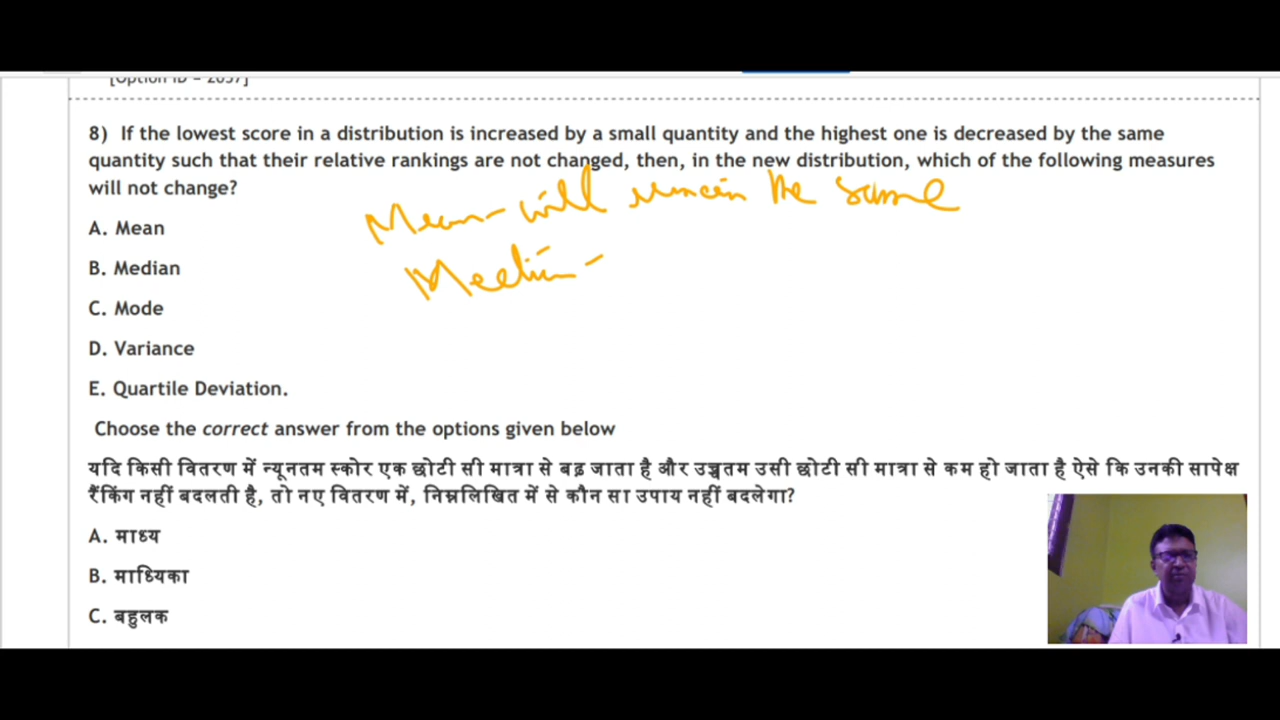 [Option ID = 2037]
8) If the lowest score in a distribution is increased by a small quantity and the highest one is decreased by the same
quantity such that their relative rankings are not changed, then, in the new distribution, which of the following measures
will not change?
Mean - will remain the same
A. Mean
Median -
B. Median
C. Mode
D. Variance
E. Quartile Deviation.
Choose the correct answer from the options given below
यदि किसी वितरण में न्यूनतम स्कोर एक छोटी सी मात्रा से बढ़ जाता है और उच्चतम उसी छोटी सी मात्रा से कम हो जाता है ऐसे कि उनकी सापेक्ष
रैंकिंग नहीं बदलती है, तो नए वितरण में, निम्नलिखित में से कौन सा उपाय नहीं बदलेगा?
A. माध्य
B. माध्यिका
C. बहुलक